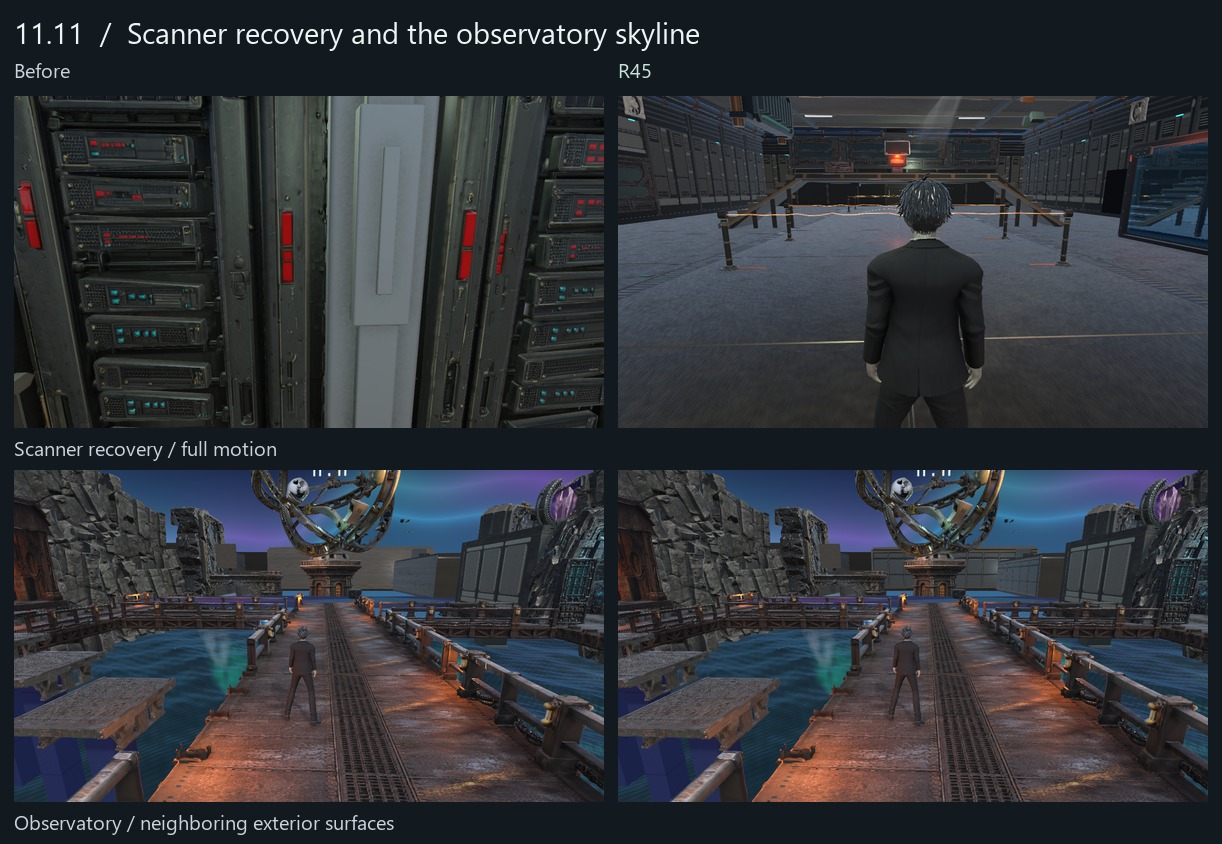 11.11 / Scanner recovery and the observatory skyline
Before
R45
Scanner recovery / full motion
Observatory / neighboring exterior surfaces